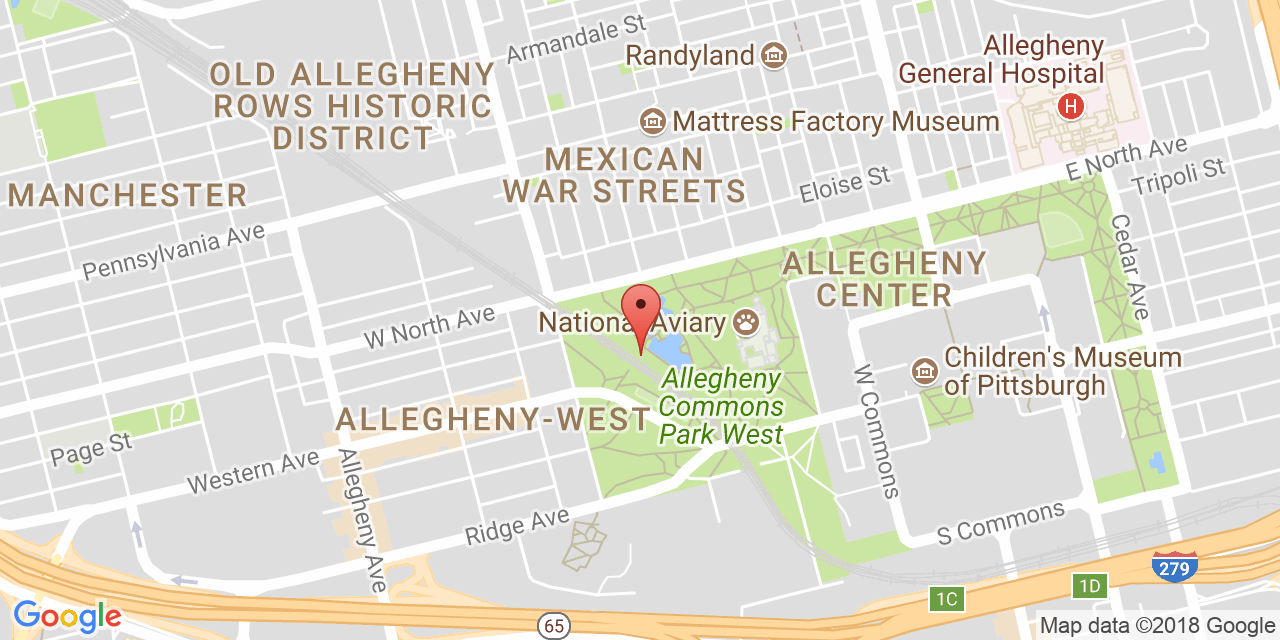 Armandale St
Randyland
Allegheny
General Hospital
H
OLD ALLEGHENY
ROWS HISTORIC
DISTRICT
Mattress Factory Museum
E North Ave
Tripoli St
MEXICAN
WAR STREETS
Eloise St
MANCHESTER
Pennsylvania Ave
Cedar Ave
ALLEGHENY
CENTER
W North Ave
National Aviary
Children's Museum
of Pittsburgh
Allegheny
Commons
Park West
W Commons
ALLEGHENY-WEST
Page St
Western Ave
Allegheny Ave
Ridge Ave
S Commons
279
1D
1C
65
Google
Map data ©2018 Google